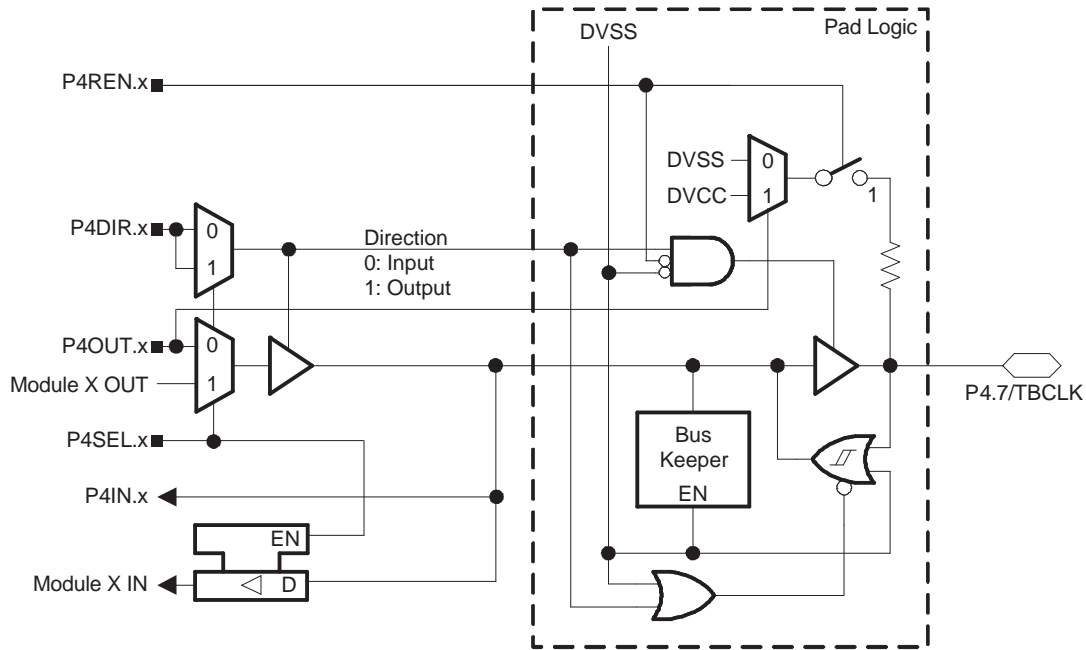 Pad Logic
DVSS
P4REN.x
DVSS
0
DVCC
1
1
P4DIR.x
0
1
Direction
0: Input
1: Output
P4OUT.x
0
Module X OUT
1
P4.7/TBCLK
P4SEL.x
Bus
Keeper
EN
P4IN.x
EN
Module X IN
D